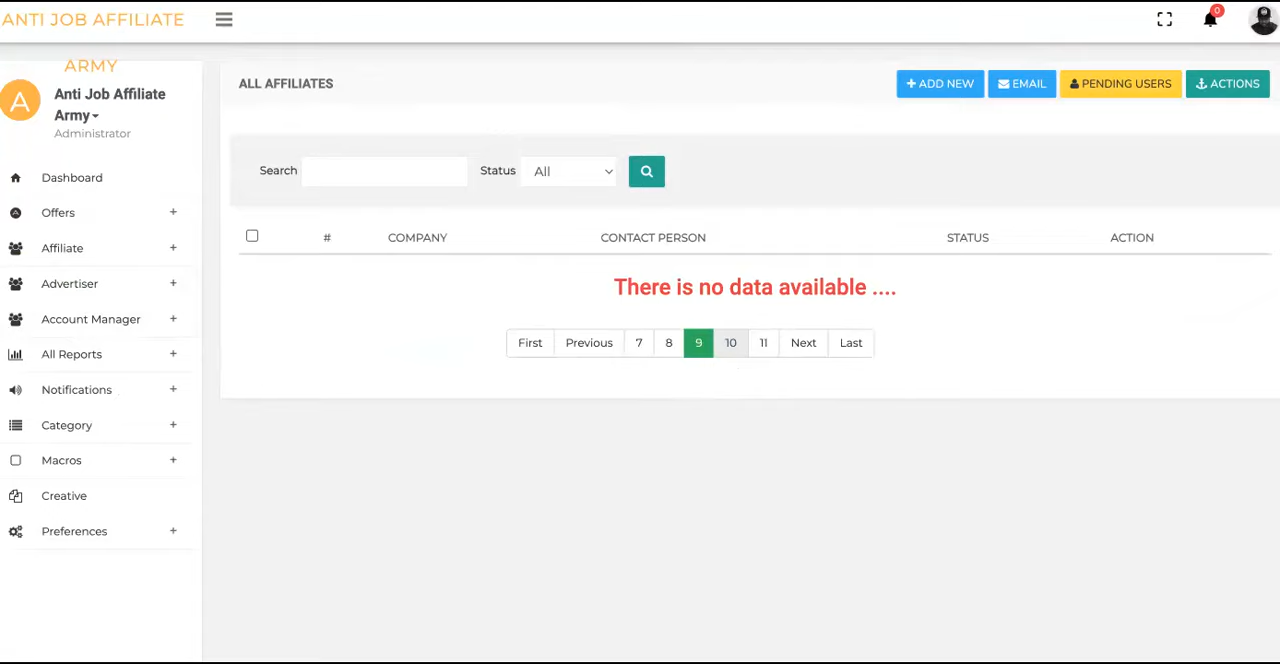 ANTI JOB AFFILIATE
0
ARMY
A
Anti Job Affiliate
Army
Administrator
Dashboard
Offers +
Affiliate +
Advertiser +
Account Manager +
All Reports +
Notifications +
Category +
Macros +
Creative
Preferences +
ALL AFFILIATES
+ ADD NEW EMAIL PENDING USERS ACTIONS
Search Status All
# COMPANY CONTACT PERSON STATUS ACTION
There is no data available ....
First Previous 7 8 9 10 11 Next Last